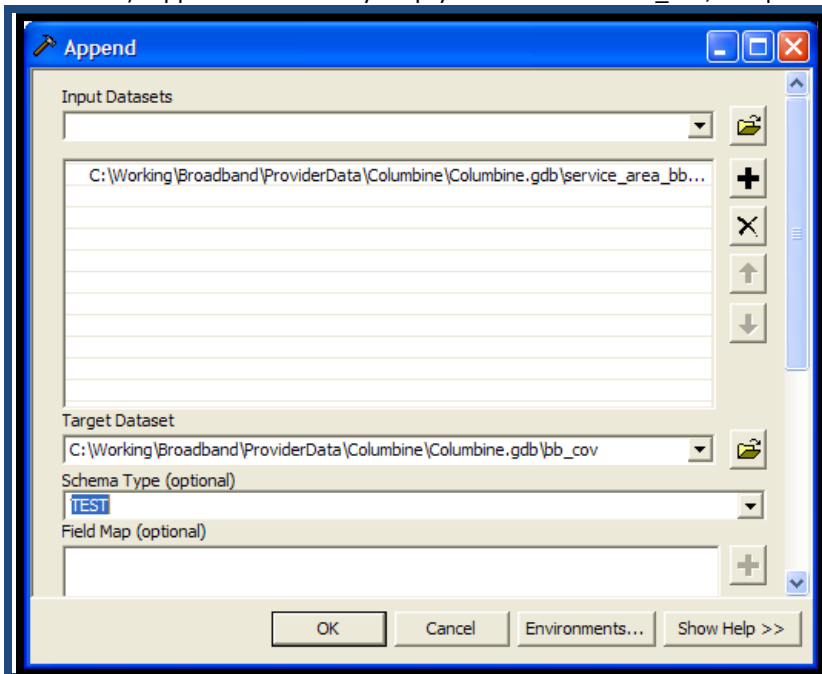 Append
Input Datasets
C:\Working\Broadband\ProviderData\Columbine\Columbine.gdb\service_area_bb...
Target Dataset
C:\Working\Broadband\ProviderData\Columbine\Columbine.gdb\bb_cov
Schema Type (optional)
TEST
Field Map (optional)
OK Cancel Environments... Show Help >>